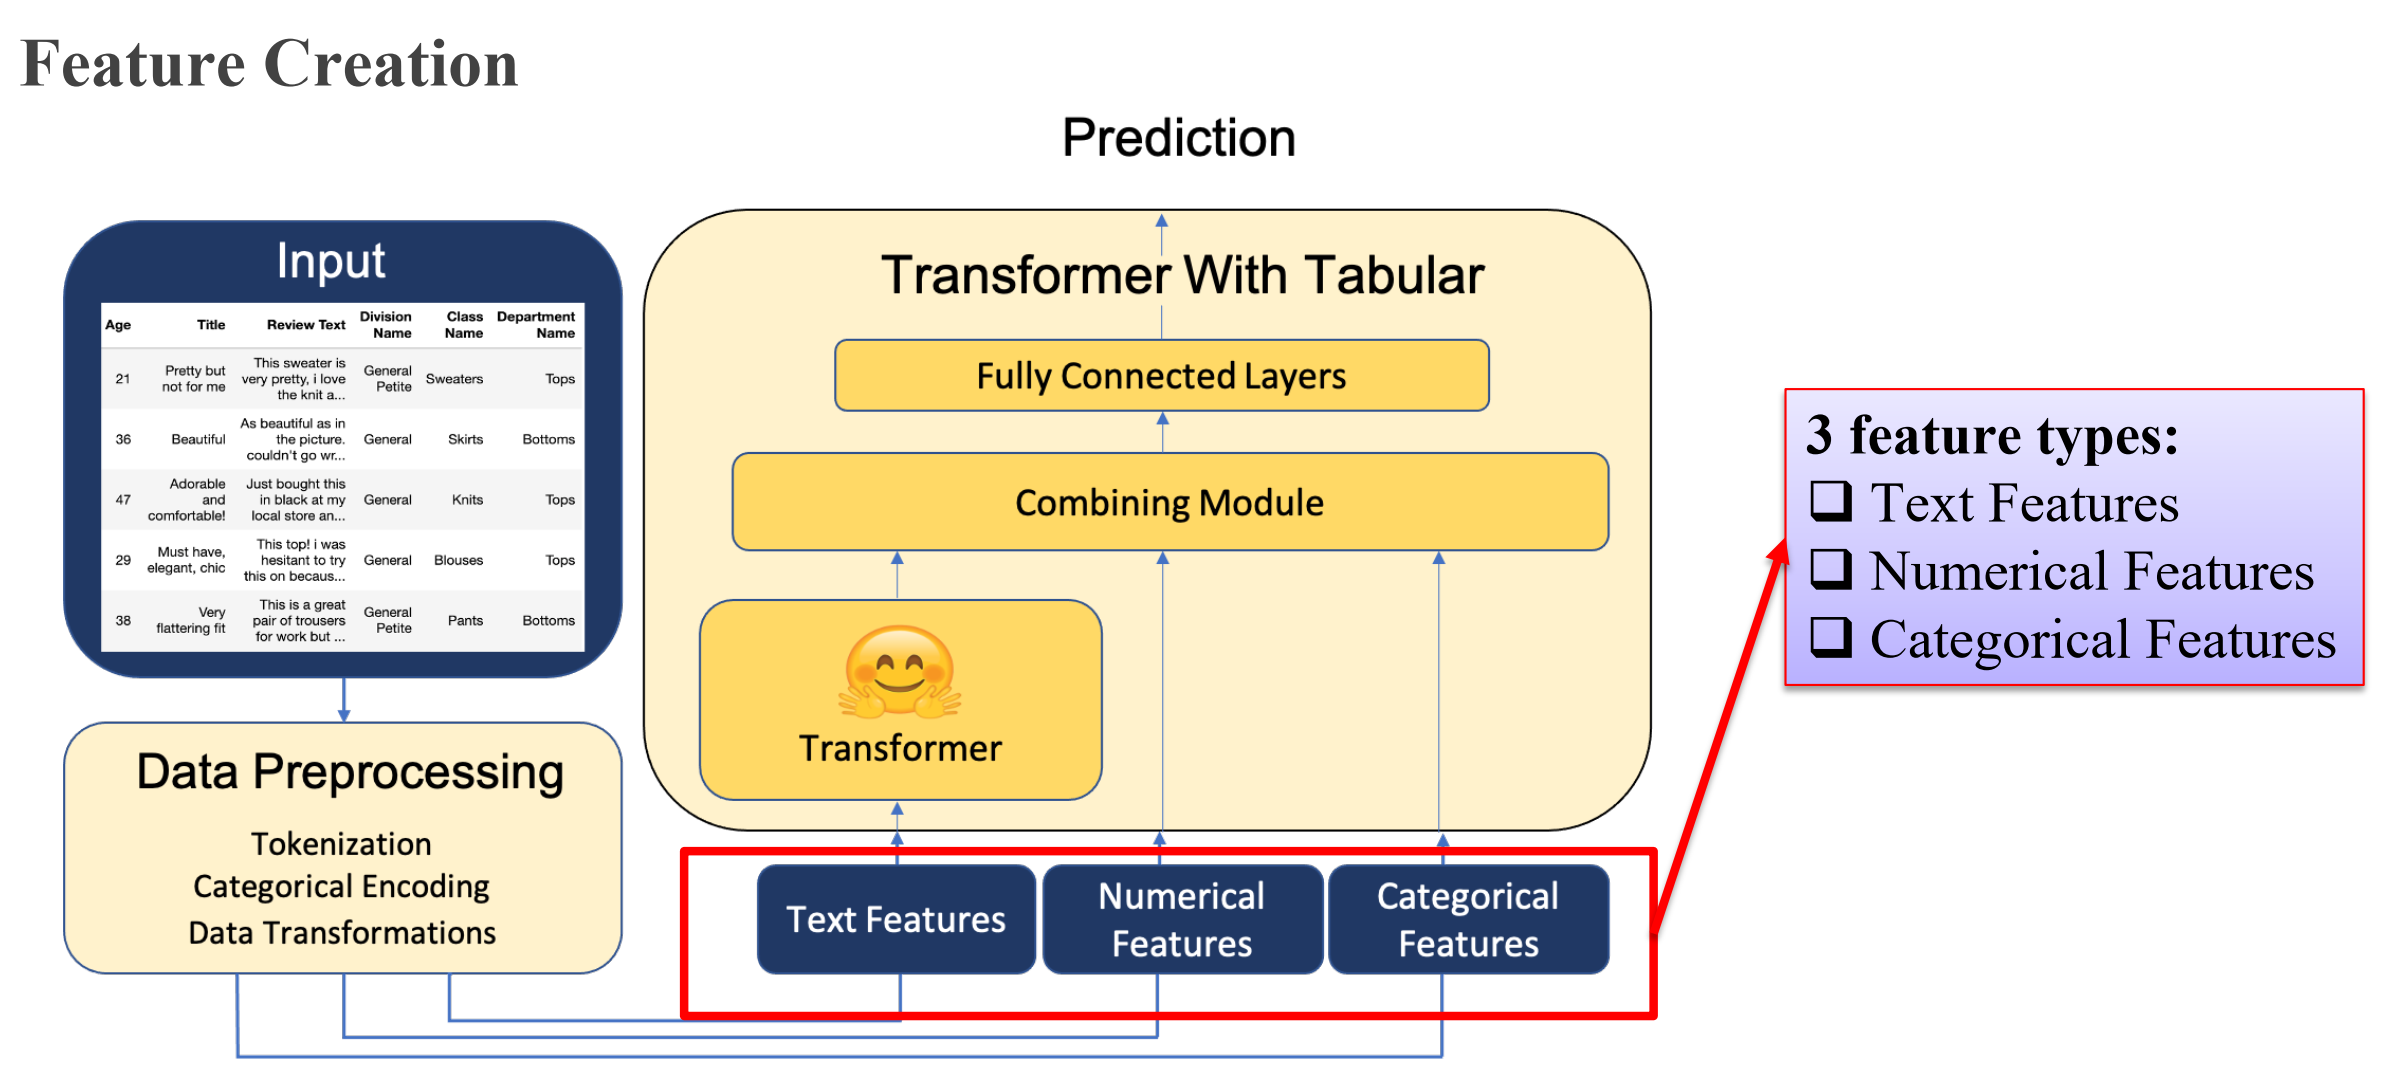 Feature Creation
Prediction
Input
Age Title Review Text Division Name Class Name Department Name
21 Pretty but not for me This sweater is very pretty, i love the knit a... General Petite Sweaters Tops
36 Beautiful As beautiful as in the picture. couldn't go wr... General Skirts Bottoms
47 Adorable and comfortable! Just bought this in black at my local store an... General Knits Tops
29 Must have, elegant, chic This top! i was hesitant to try this on becaus... General Blouses Tops
38 Very flattering fit This is a great pair of trousers for work but ... General Petite Pants Bottoms
Data Preprocessing
Tokenization
Categorical Encoding
Data Transformations
Transformer With Tabular
Fully Connected Layers
Combining Module
Transformer
Text Features
Numerical
Features
Categorical
Features
3 feature types:
❑ Text Features
❑ Numerical Features
❑ Categorical Features